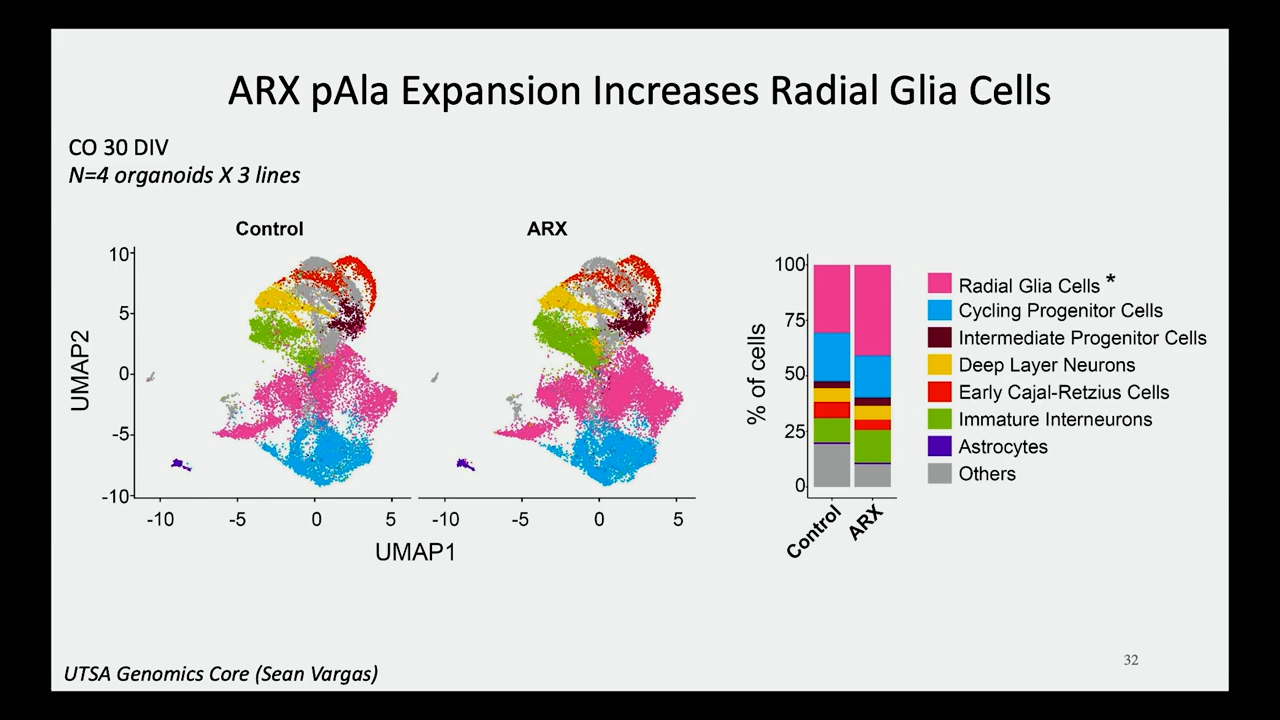 ARX pAla Expansion Increases Radial Glia Cells
CO 30 DIV
N=4 organoids X 3 lines
Control
ARX
10
5
0
-5
-10
UMAP2
-10
-5
0
5
-10
-5
0
5
UMAP1
100
75
50
25
0
% of cells
Control
ARX
Radial Glia Cells *
Cycling Progenitor Cells
Intermediate Progenitor Cells
Deep Layer Neurons
Early Cajal-Retzius Cells
Immature Interneurons
Astrocytes
Others
32
UTSA Genomics Core (Sean Vargas)